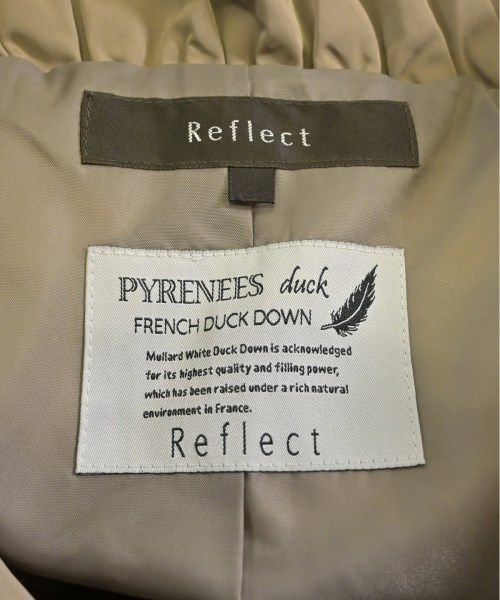 Reflect
PYRENEES duck
FRENCH DUCK DOWN
Mullard White Duck Down is acknowledged
for its highest quality and filling power,
which has been raised under a rich natural
environment in France.
Reflect